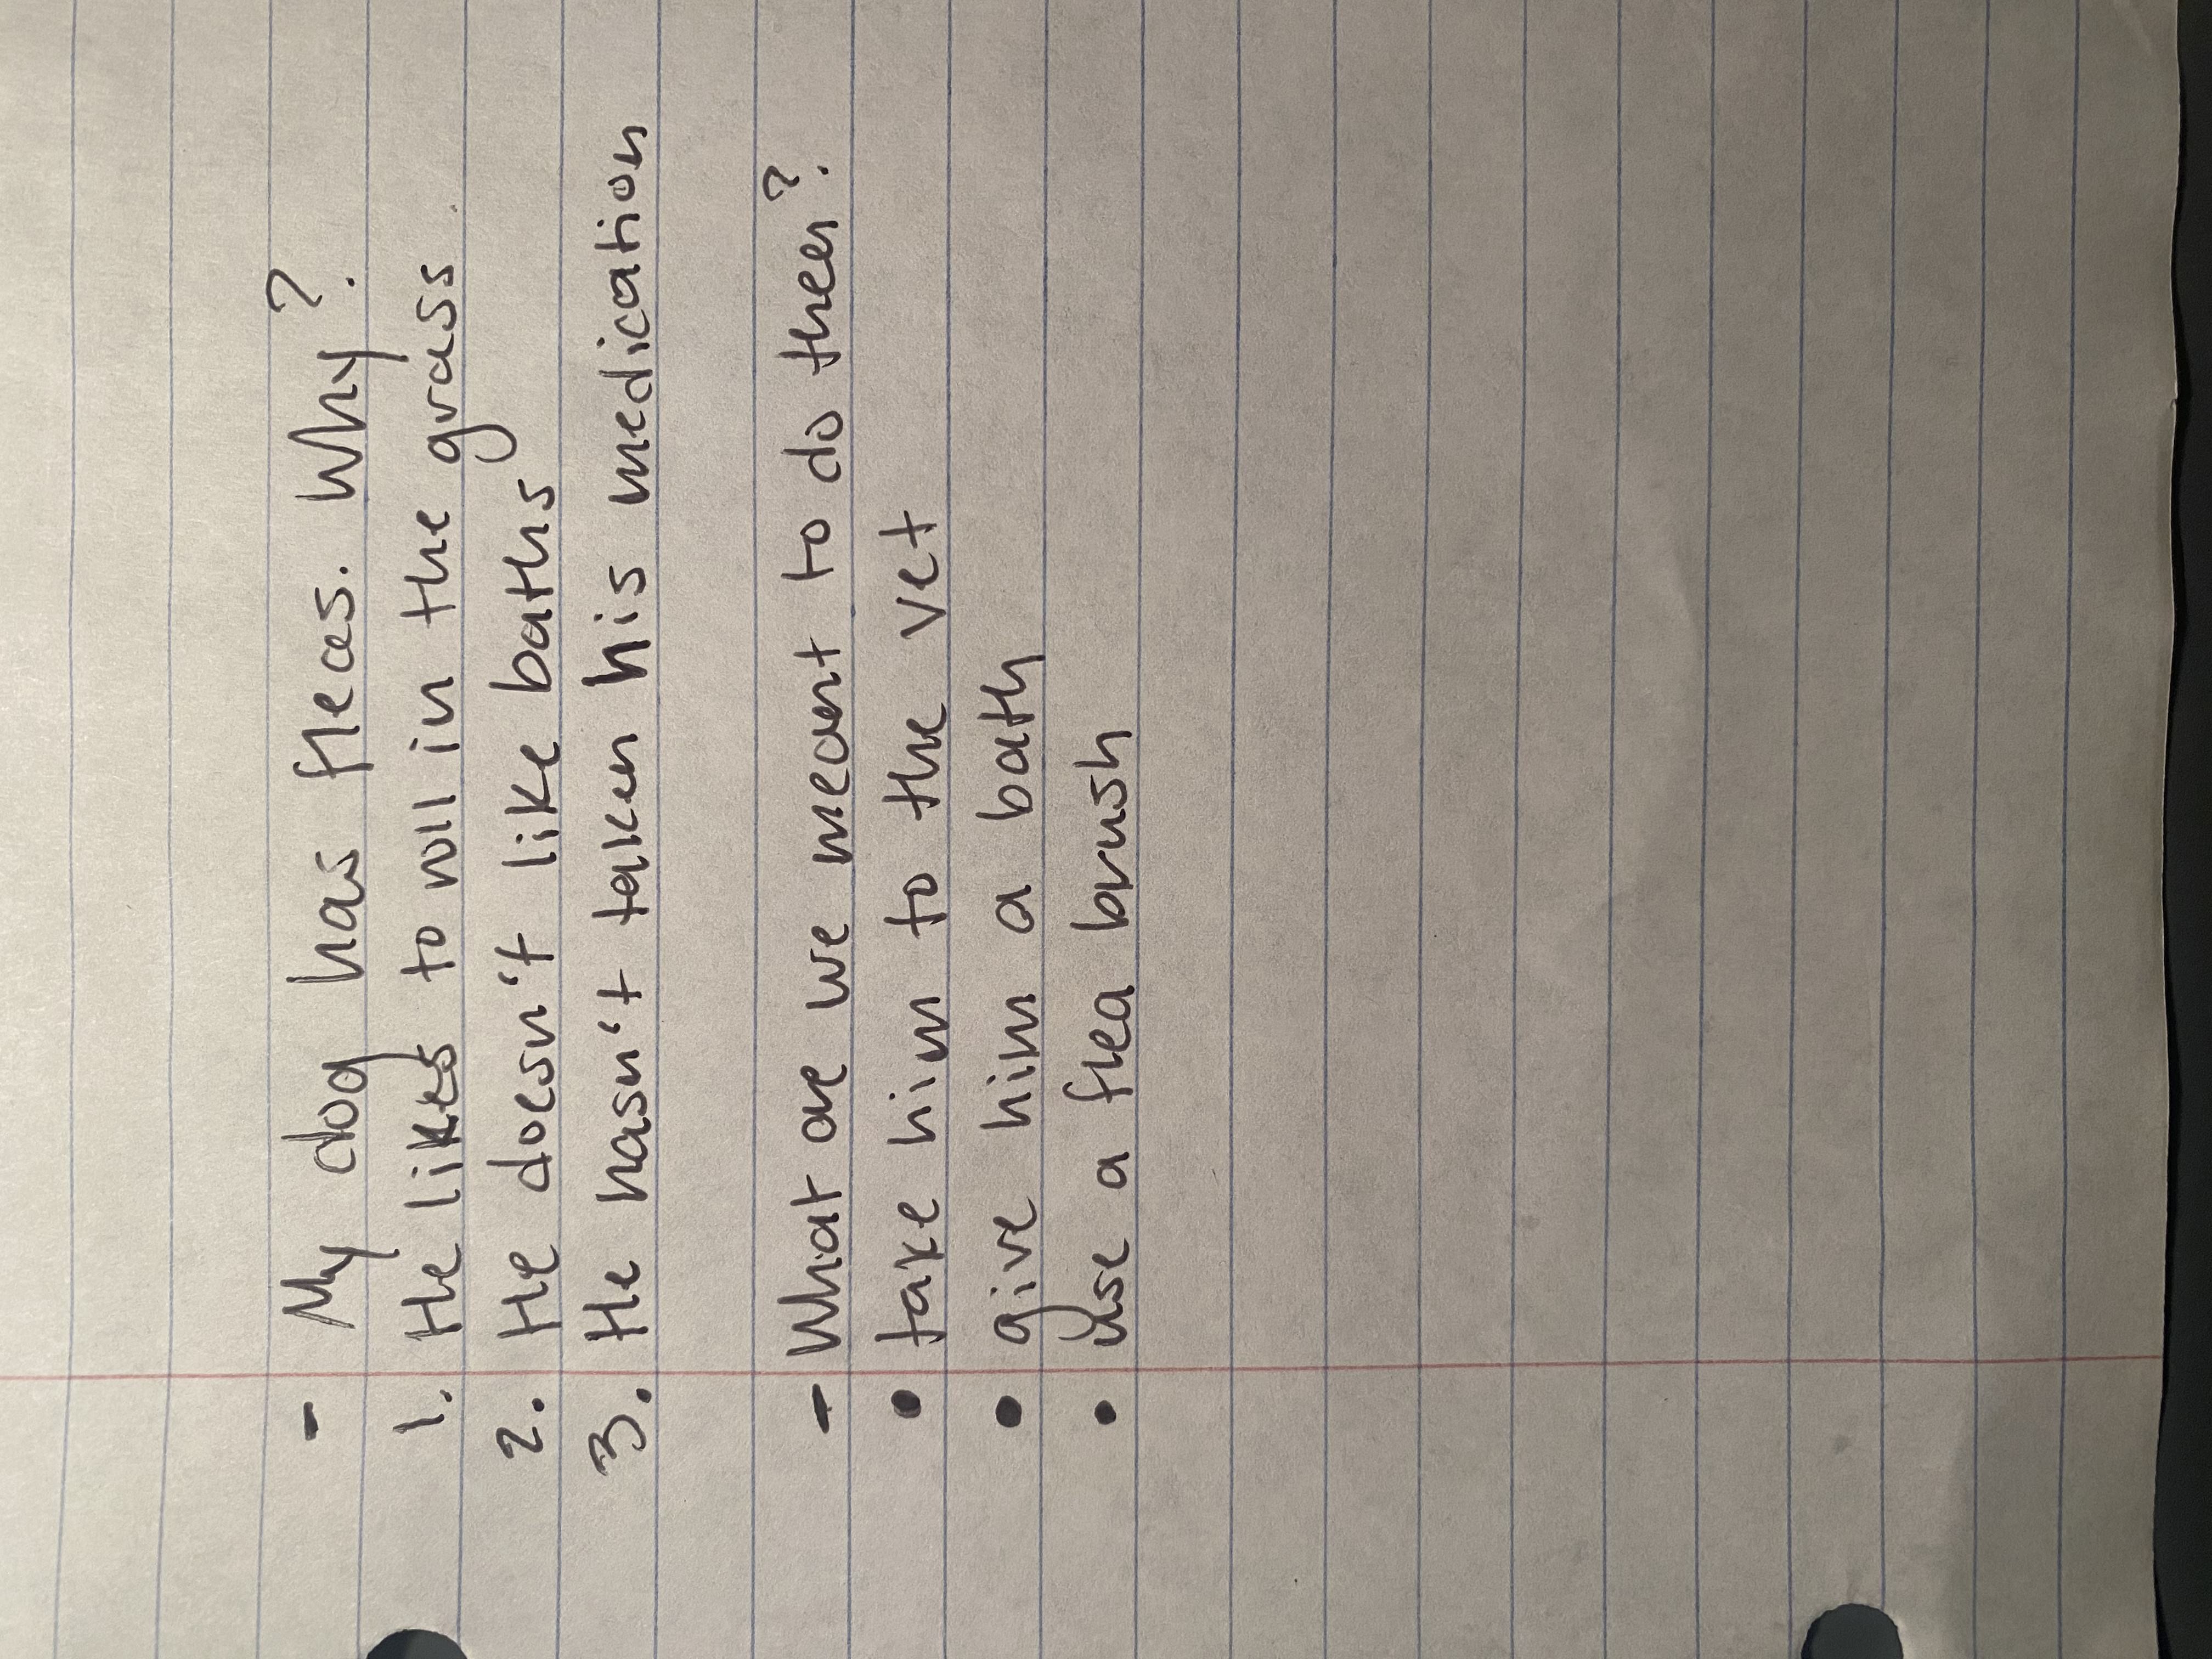 - My dog has fleas. Why?
1. He likes to roll in the grass.
2. He doesn't like baths
3. He hasn't taken his medication
- What are we meant to do then?
• take him to the vet
• give him a bath
• use a flea brush